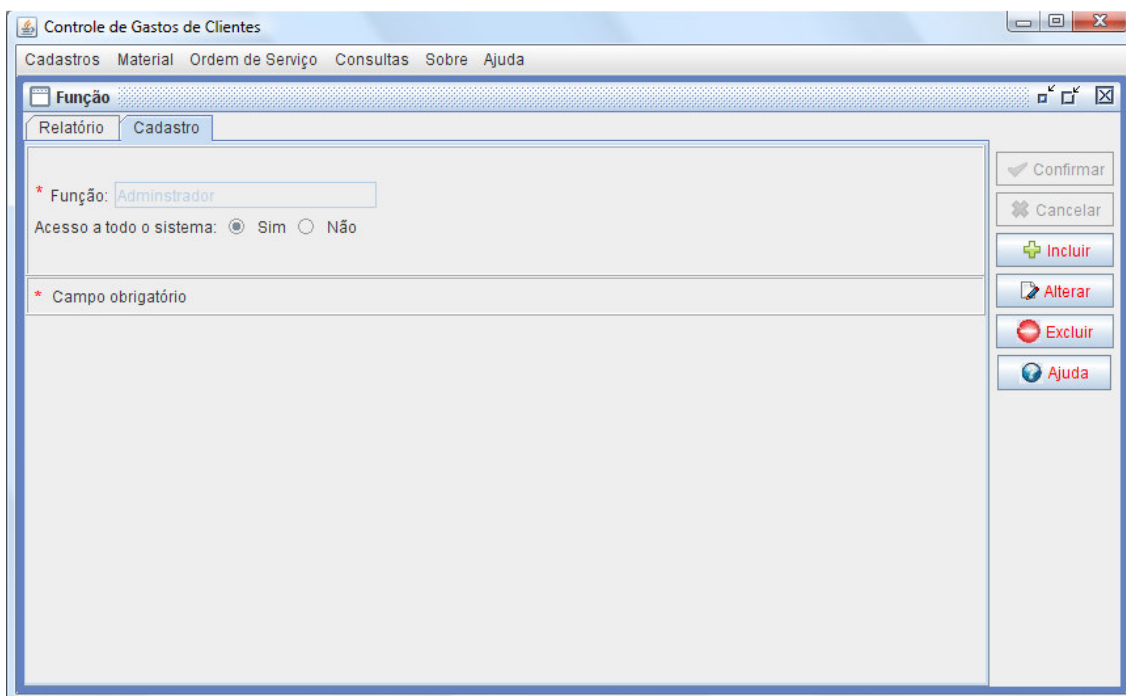 Controle de Gastos de Clientes
Cadastros Material Ordem de Serviço Consultas Sobre Ajuda
Função
Relatório Cadastro
* Função: Adminstrador
Acesso a todo o sistema: Sim Não
* Campo obrigatório
Confirmar
Cancelar
Incluir
Alterar
Excluir
Ajuda